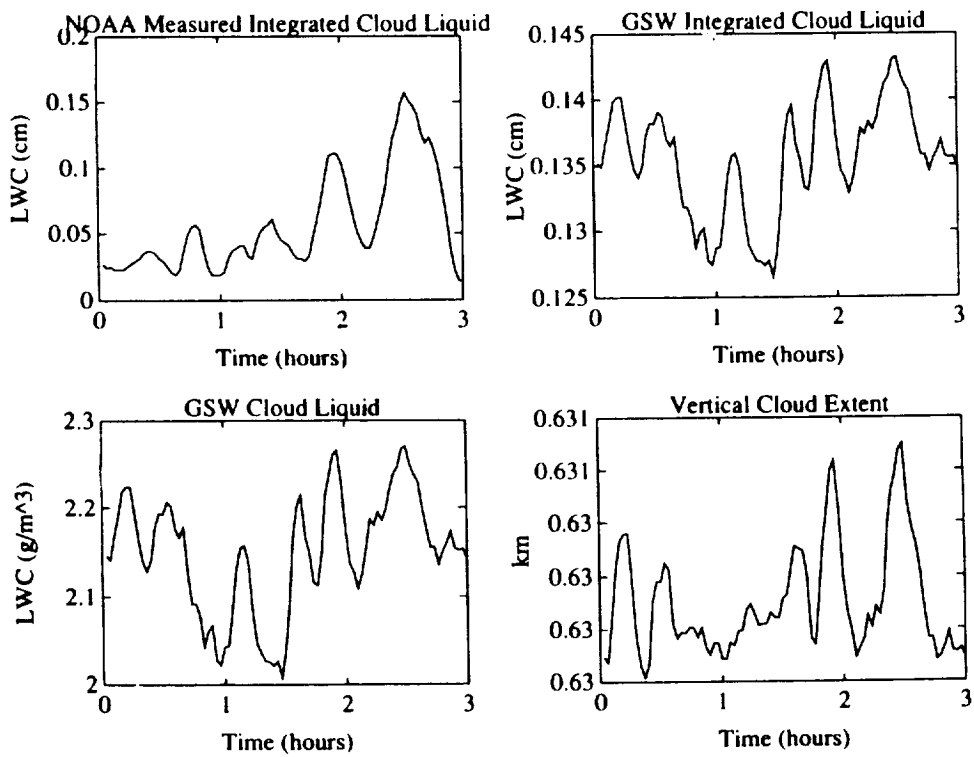 NOAA Measured Integrated Cloud Liquid
0.2
0.15
0.1
0.05
0
LWC (cm)
0 1 2 3
Time (hours)
GSW Integrated Cloud Liquid
0.145
0.14
0.135
0.13
0.125
LWC (cm)
0 1 2 3
Time (hours)
GSW Cloud Liquid
2.3
2.2
2.1
2
LWC (g/m^3)
0 1 2 3
Time (hours)
Vertical Cloud Extent
0.631
0.631
0.63
0.63
0.63
0.63
km
0 1 2 3
Time (hours)